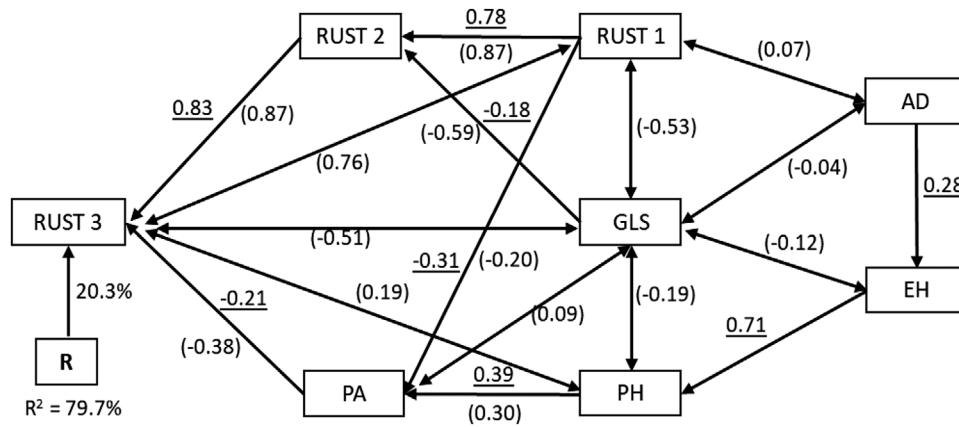 0.78
RUST 2
RUST 1
(0.87)
(0.07)
AD
0.83
(0.87)
-0.18
(-0.59)
(-0.53)
(0.76)
(-0.04)
0.28
RUST 3
GLS
(-0.51)
(-0.12)
-0.31
(-0.20)
EH
20.3%
-0.21
(0.19)
(-0.19)
(0.09)
0.71
(-0.38)
R
PA
0.39
PH
(0.30)
R² = 79.7%